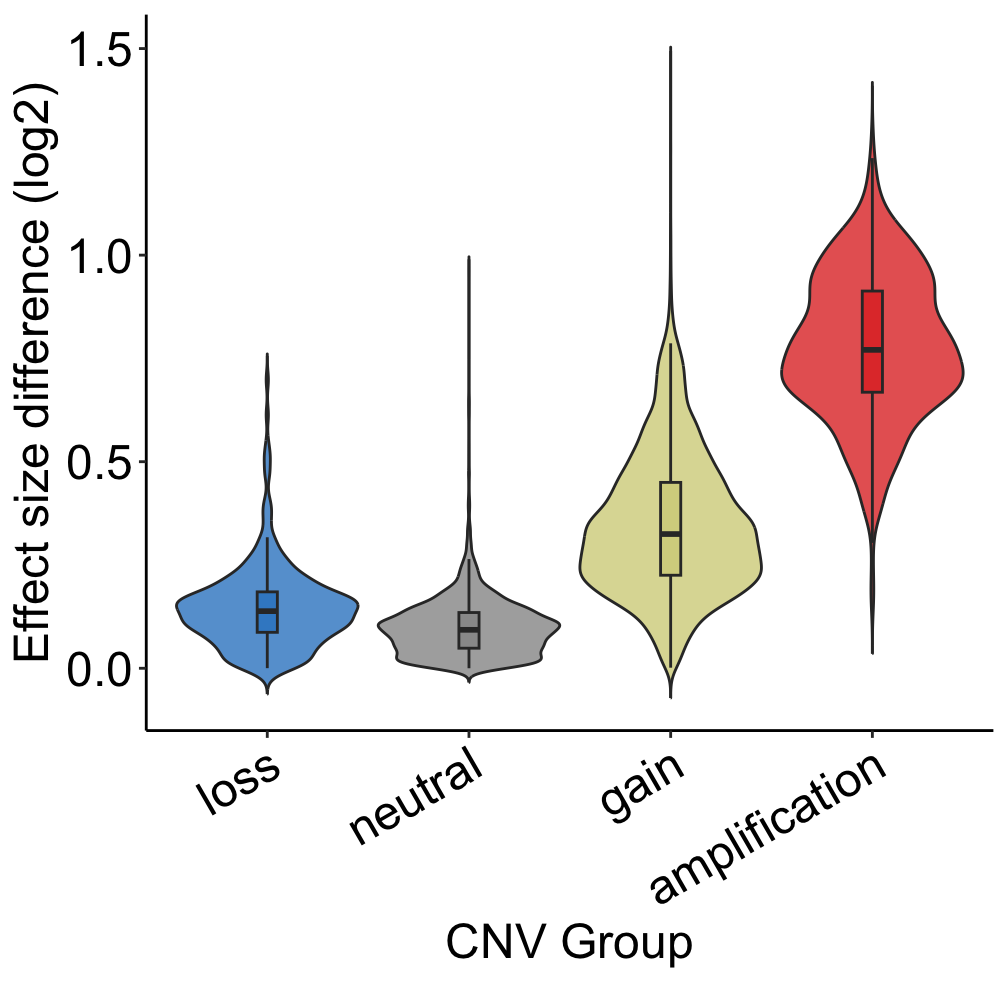 Effect size difference (log2)
1.5
1.0
0.5
0.0
loss
neutral
gain
amplification
CNV Group